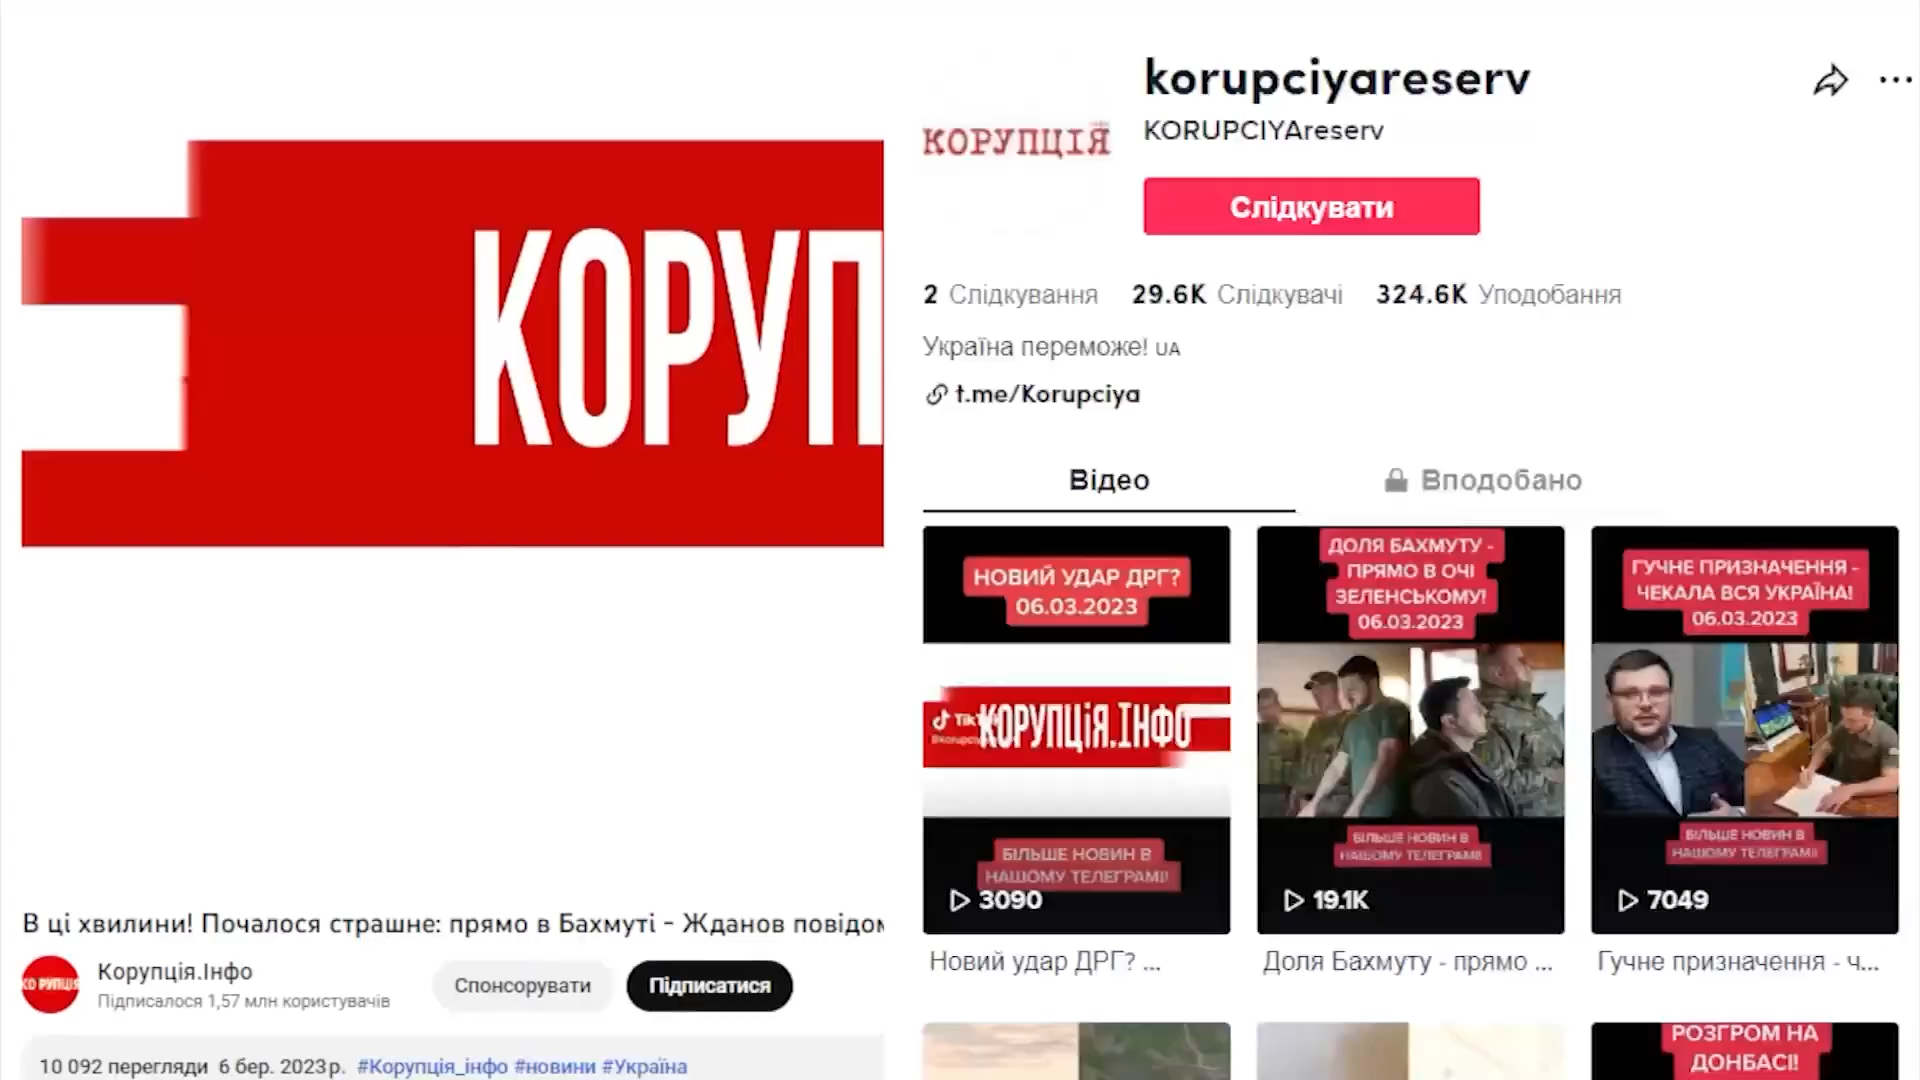 КОРУП
В ці хвилини! Почалося страшне: прямо в Бахмуті - Жданов повідом
КОРУПЦІЯ
Корупція.Інфо
Підписалося 1,57 млн користувачів
Спонсорувати
Підписатися
10 092 перегляди 6 бер. 2023 р. #Корупція_інфо #новини #Україна
КОРУПЦІЯ
korupciyareserv
KORUPCIYAreserv
Слідкувати
2 Слідкування 29.6K Слідкувачі 324.6K Уподобання
Україна переможе! UA
t.me/Korupciya
Відео
Вподобано
НОВИЙ УДАР ДРГ?
06.03.2023
КОРУПЦіЯ.ІНФО
БІЛЬШЕ НОВИН В
НАШОМУ ТЕЛЕГРАМІ!
3090
Новий удар ДРГ? ...
ДОЛЯ БАХМУТУ -
ПРЯМО В ОЧІ
ЗЕЛЕНСЬКОМУ!
06.03.2023
БІЛЬШЕ НОВИН В
НАШОМУ ТЕЛЕГРАМІ!
19.1K
Доля Бахмуту - прямо ...
ГУЧНЕ ПРИЗНАЧЕННЯ -
ЧЕКАЛА ВСЯ УКРАЇНА!
06.03.2023
БІЛЬШЕ НОВИН В
НАШОМУ ТЕЛЕГРАМІ!
7049
Гучне призначення - ч...
РОЗГРОМ НА
ДОНБАСІ!